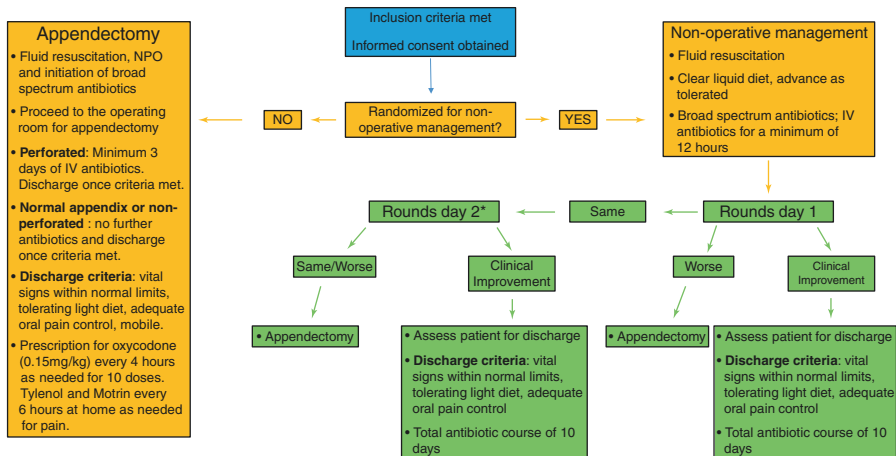 Inclusion criteria met
Informed consent obtained
Randomized for non-
operative management?
NO
YES
Appendectomy
• Fluid resuscitation, NPO
and initiation of broad
spectrum antibiotics
• Proceed to the operating
room for appendectomy
• Perforated: Minimum 3
days of IV antibiotics.
Discharge once criteria met.
• Normal appendix or non-
perforated : no further
antibiotics and discharge
once criteria met.
• Discharge criteria: vital
signs within normal limits,
tolerating light diet, adequate
oral pain control, mobile.
• Prescription for oxycodone
(0.15mg/kg) every 4 hours
as needed for 10 doses.
Tylenol and Motrin every
6 hours at home as needed
for pain.
Non-operative management
• Fluid resuscitation
• Clear liquid diet, advance as
tolerated
• Broad spectrum antibiotics; IV
antibiotics for a minimum of
12 hours
Rounds day 1
Same
Rounds day 2*
Same/Worse
Clinical
Improvement
Worse
Clinical
Improvement
• Appendectomy
• Assess patient for discharge
• Discharge criteria: vital
signs within normal limits,
tolerating light diet, adequate
oral pain control
• Total antibiotic course of 10
days
• Appendectomy
• Assess patient for discharge
• Discharge criteria: vital
signs within normal limits,
tolerating light diet, adequate
oral pain control
• Total antibiotic course of 10
days